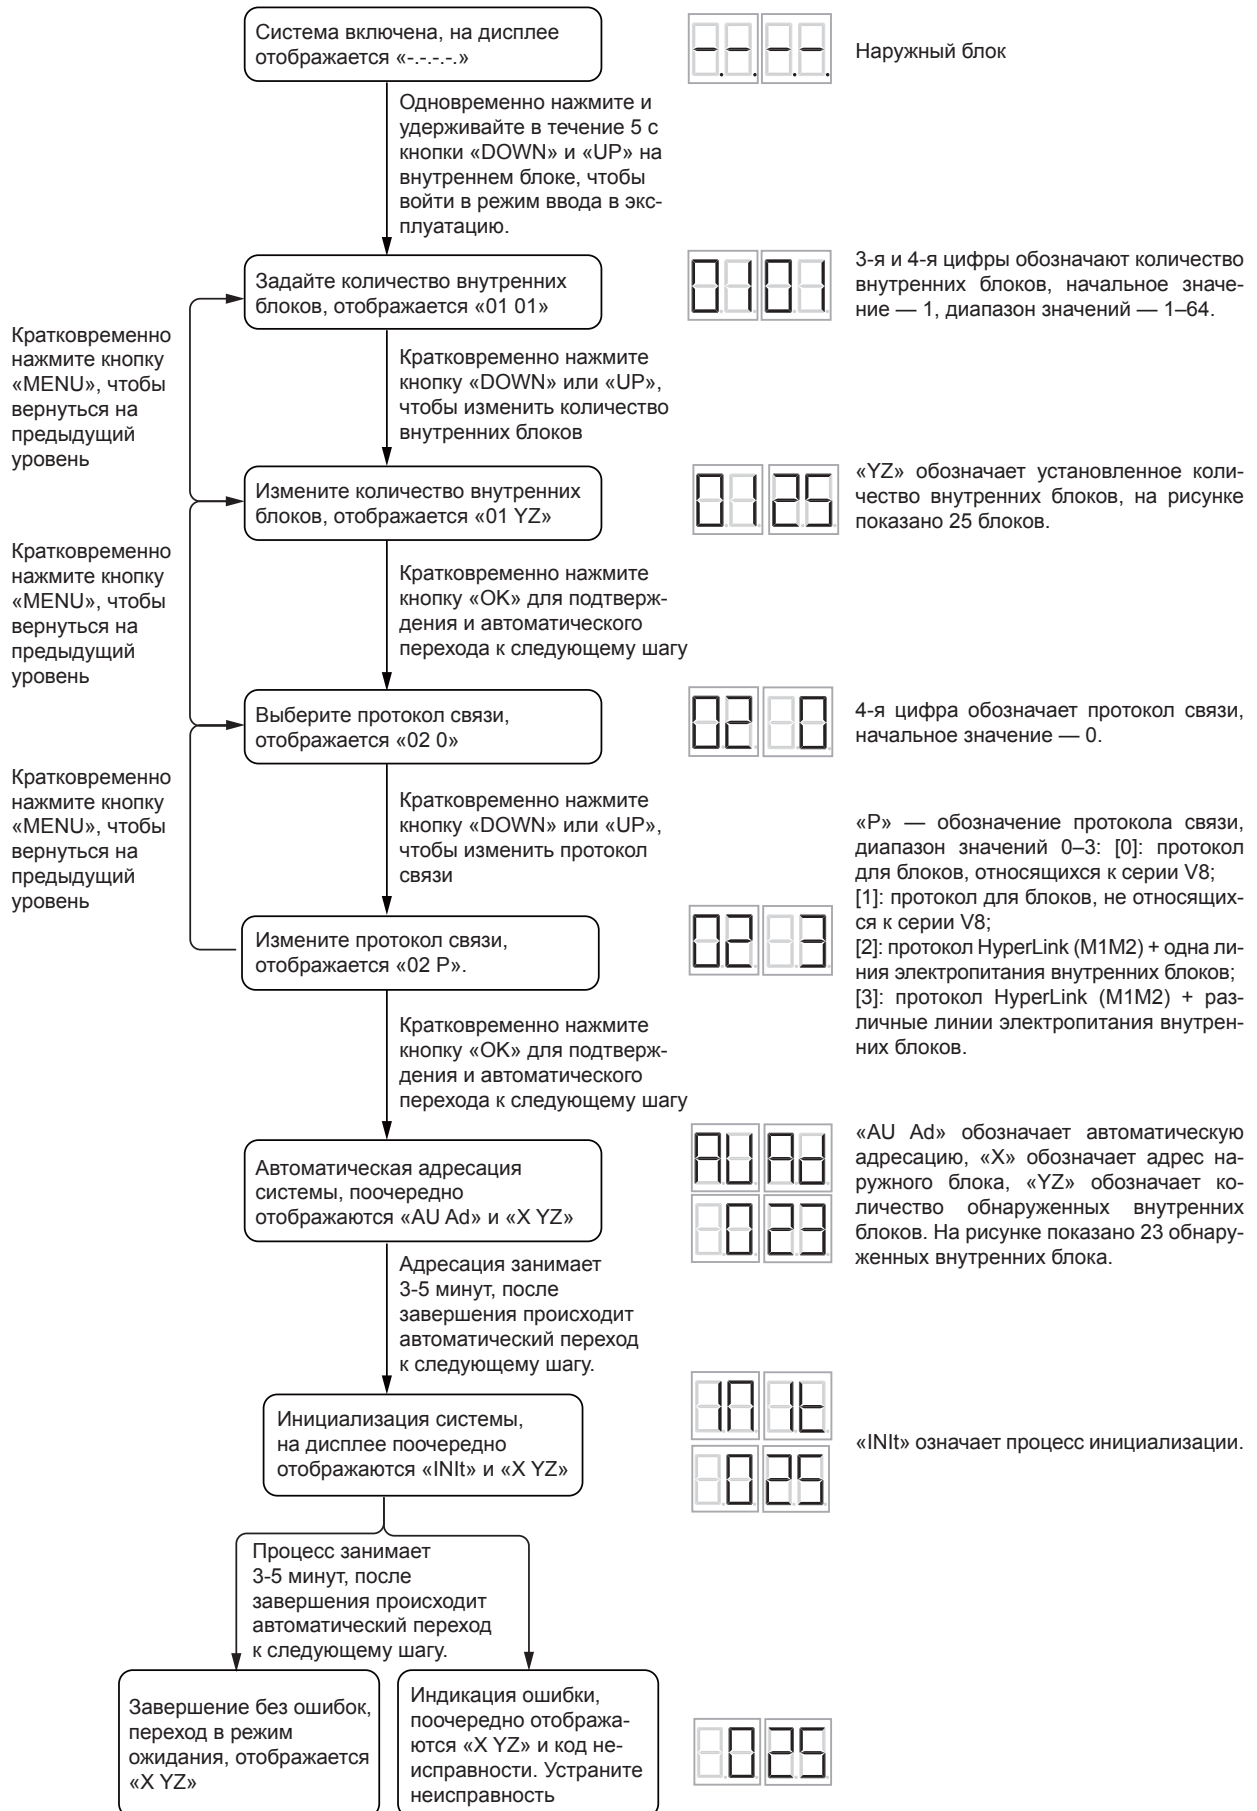 Система включена, на дисплее
отображается «-.-.-.-.»
-.-.-.-.
Наружный блок
Одновременно нажмите и
удерживайте в течение 5 с
кнопки «DOWN» и «UP» на
внутреннем блоке, чтобы
войти в режим ввода в экс-
плуатацию.
Задайте количество внутренних
блоков, отображается «01 01»
0101
3-я и 4-я цифры обозначают количество
внутренних блоков, начальное значе-
ние — 1, диапазон значений — 1–64.
Кратковременно
нажмите кнопку
«MENU», чтобы
вернуться на
предыдущий
уровень
Кратковременно нажмите
кнопку «DOWN» или «UP»,
чтобы изменить количество
внутренних блоков
Измените количество внутренних
блоков, отображается «01 YZ»
0125
«YZ» обозначает установленное коли-
чество внутренних блоков, на рисунке
показано 25 блоков.
Кратковременно
нажмите кнопку
«MENU», чтобы
вернуться на
предыдущий
уровень
Кратковременно нажмите
кнопку «OK» для подтверж-
дения и автоматического
перехода к следующему шагу
Выберите протокол связи,
отображается «02 0»
02 0
4-я цифра обозначает протокол связи,
начальное значение — 0.
Кратковременно
нажмите кнопку
«MENU», чтобы
вернуться на
предыдущий
уровень
Кратковременно нажмите
кнопку «DOWN» или «UP»,
чтобы изменить протокол
связи
Измените протокол связи,
отображается «02 P».
02 3
«P» — обозначение протокола связи,
диапазон значений 0–3: [0]: протокол
для блоков, относящихся к серии V8;
[1]: протокол для блоков, не относящих-
ся к серии V8;
[2]: протокол HyperLink (M1M2) + одна ли-
ния электропитания внутренних блоков;
[3]: протокол HyperLink (M1M2) + раз-
личные линии электропитания внутрен-
них блоков.
Кратковременно нажмите
кнопку «OK» для подтверж-
дения и автоматического
перехода к следующему шагу
Автоматическая адресация
системы, поочередно
отображаются «AU Ad» и «X YZ»
AU Ad
023
«AU Ad» обозначает автоматическую
адресацию, «X» обозначает адрес на-
ружного блока, «YZ» обозначает ко-
личество обнаруженных внутренних
блоков. На рисунке показано 23 обнару-
женных внутренних блока.
Адресация занимает
3-5 минут, после
завершения происходит
автоматический переход
к следующему шагу.
Инициализация системы,
на дисплее поочередно
отображаются «INIt» и «X YZ»
INIt
025
«INIt» означает процесс инициализации.
Процесс занимает
3-5 минут, после
завершения происходит
автоматический переход
к следующему шагу.
Завершение без ошибок,
переход в режим
ожидания, отображается
«X YZ»
Индикация ошибки,
поочередно отобража-
ются «X YZ» и код не-
исправности. Устраните
неисправность
025